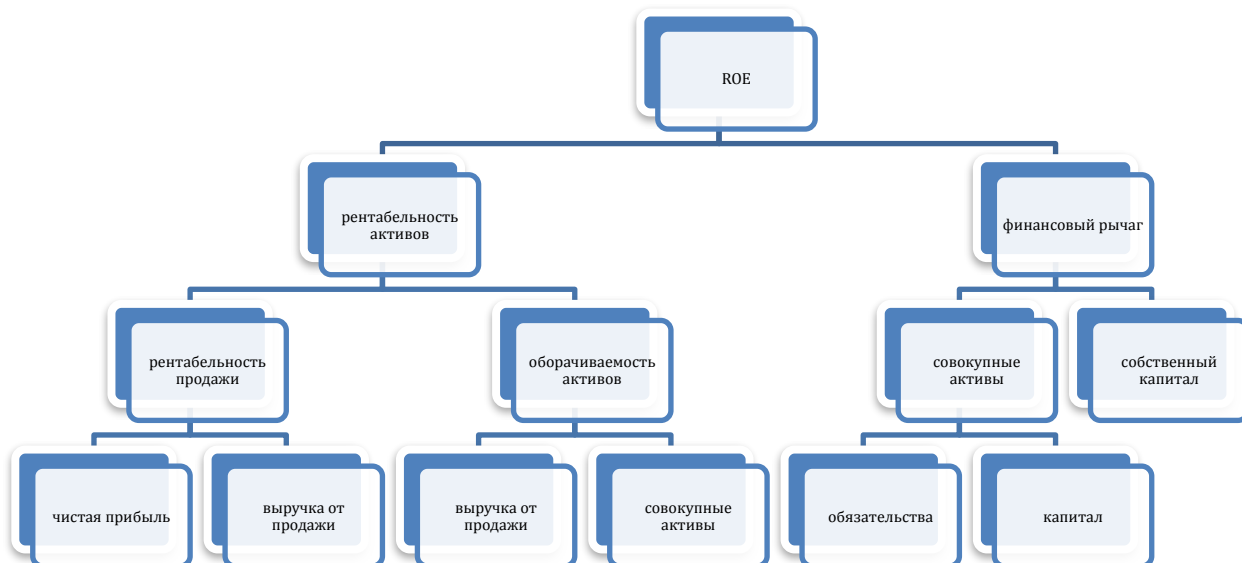 ROE
рентабельность
активов
финансовый рычаг
рентабельность
продажи
оборачиваемость
активов
совокупные
активы
собственный
капитал
чистая прибыль
выручка от
продажи
выручка от
продажи
совокупные
активы
обязательства
капитал